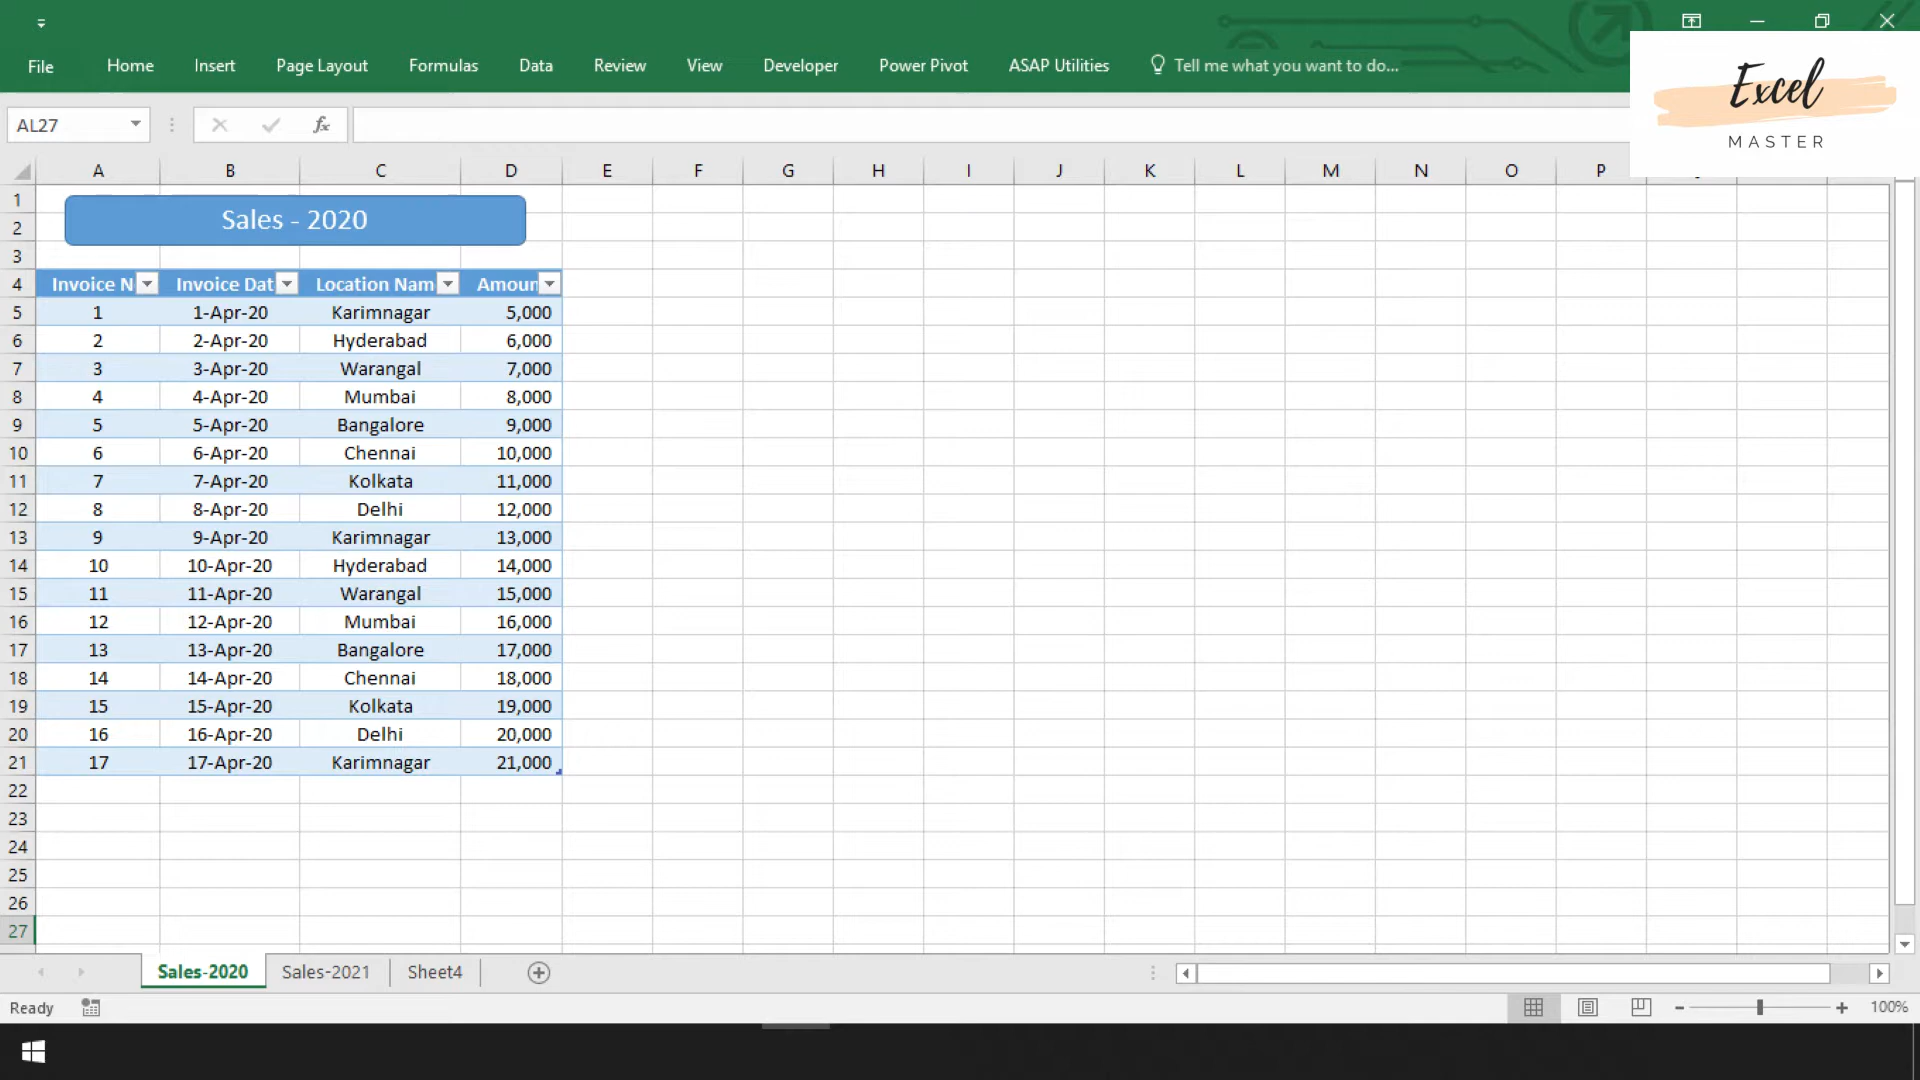 File Home Insert Page Layout Formulas Data Review View Developer Power Pivot ASAP Utilities Tell me what you want to do...
Excel
MASTER
AL27 fx
A B C D E F G H I J K L M N O P
1
Sales - 2020
2
3
4 Invoice N Invoice Dat Location Nam Amoun
5 1 1-Apr-20 Karimnagar 5,000
6 2 2-Apr-20 Hyderabad 6,000
7 3 3-Apr-20 Warangal 7,000
8 4 4-Apr-20 Mumbai 8,000
9 5 5-Apr-20 Bangalore 9,000
10 6 6-Apr-20 Chennai 10,000
11 7 7-Apr-20 Kolkata 11,000
12 8 8-Apr-20 Delhi 12,000
13 9 9-Apr-20 Karimnagar 13,000
14 10 10-Apr-20 Hyderabad 14,000
15 11 11-Apr-20 Warangal 15,000
16 12 12-Apr-20 Mumbai 16,000
17 13 13-Apr-20 Bangalore 17,000
18 14 14-Apr-20 Chennai 18,000
19 15 15-Apr-20 Kolkata 19,000
20 16 16-Apr-20 Delhi 20,000
21 17 17-Apr-20 Karimnagar 21,000
22
23
24
25
26
27
Sales-2020 Sales-2021 Sheet4
Ready 100%